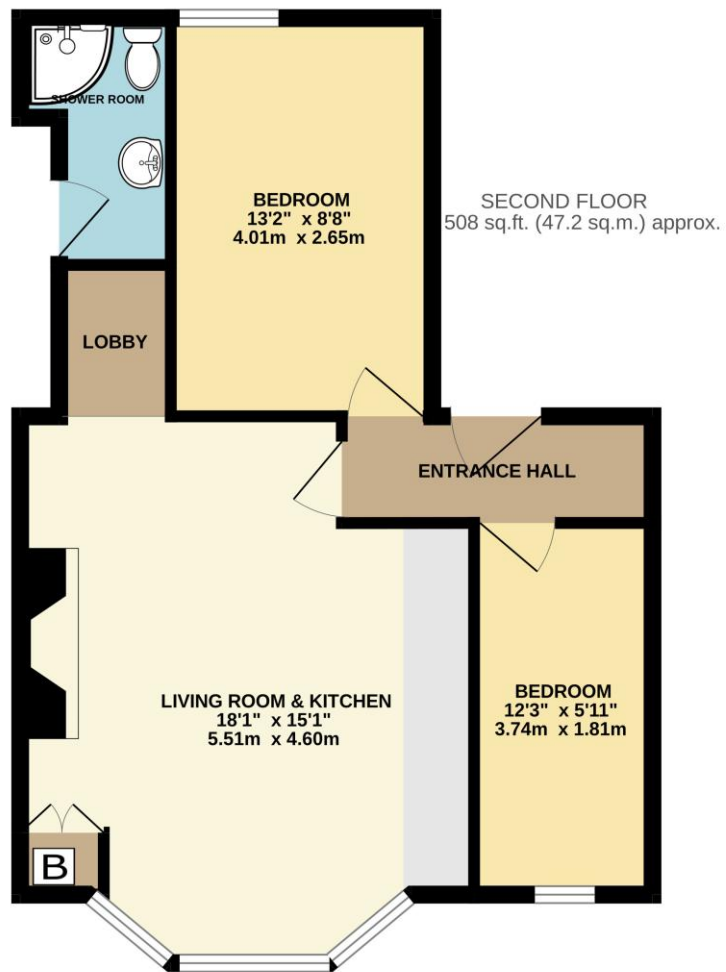 SHOWER ROOM
BEDROOM
13'2" x 8'8"
4.01m x 2.65m
SECOND FLOOR
508 sq.ft. (47.2 sq.m.) approx.
LOBBY
ENTRANCE HALL
LIVING ROOM & KITCHEN
18'1" x 15'1"
5.51m x 4.60m
BEDROOM
12'3" x 5'11"
3.74m x 1.81m
B